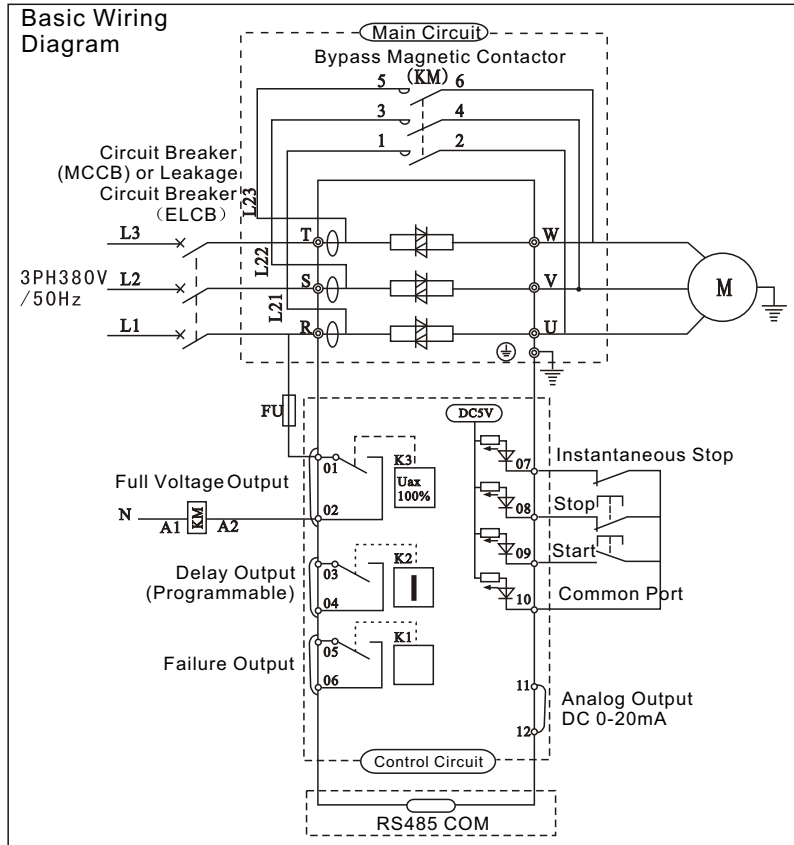 Basic Wiring
Diagram
Main Circuit
Bypass Magnetic Contactor
(KM)
5
6
3
4
1
2
Circuit Breaker
(MCCB) or Leakage
Circuit Breaker
(ELCB)
L23
L22
L21
L3
T
W
3PH380V
/50Hz
L2
S
V
M
L1
R
U
FU
DC5V
01
K3
Uax
100%
07
Instantaneous Stop
Full Voltage Output
08
Stop
N
A1
KM
A2
02
09
Start
Delay Output
(Programmable)
03
K2
04
10
Common Port
K1
05
Failure Output
06
11
Analog Output
DC 0-20mA
12
Control Circuit
RS485 COM